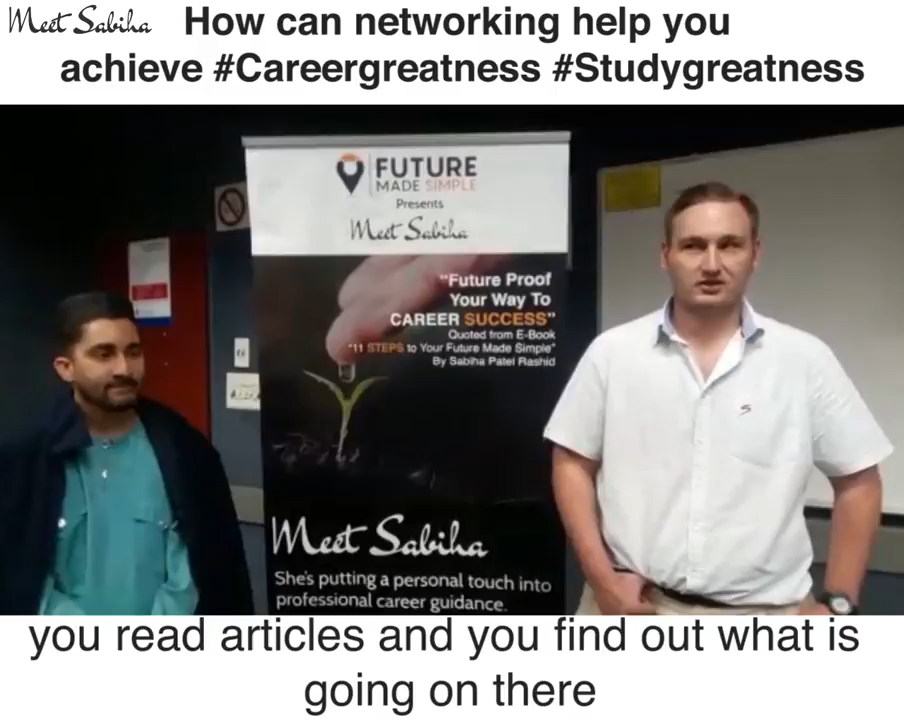 Meet Sabiha
How can networking help you
achieve #Careergreatness #Studygreatness
FUTURE
MADE SIMPLE
Presents
Meet Sabiha
"Future Proof
Your Way To
CAREER SUCCESS"
Quoted from E-Book
"11 STEPS to Your Future Made Simple"
By Sabiha Patel Rashid
Meet Sabiha
She's putting a personal touch into
professional career guidance.
you read articles and you find out what is
going on there